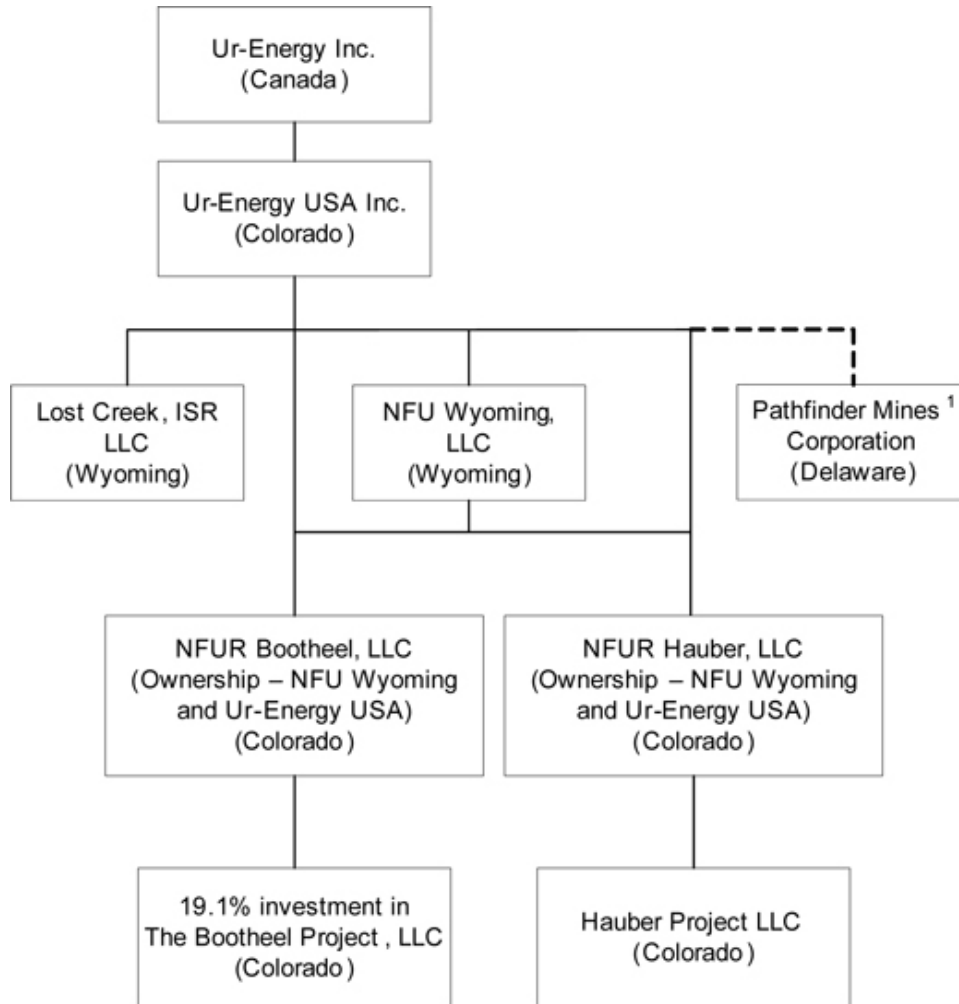 Ur-Energy Inc.
(Canada)
Ur-Energy USA Inc.
(Colorado)
Lost Creek, ISR
LLC
(Wyoming)
NFU Wyoming,
LLC
(Wyoming)
Pathfinder Mines 1
Corporation
(Delaware)
NFUR Bootheel, LLC
(Ownership – NFU Wyoming
and Ur-Energy USA)
(Colorado)
NFUR Hauber, LLC
(Ownership – NFU Wyoming
and Ur-Energy USA)
(Colorado)
19.1% investment in
The Bootheel Project , LLC
(Colorado)
Hauber Project LLC
(Colorado)